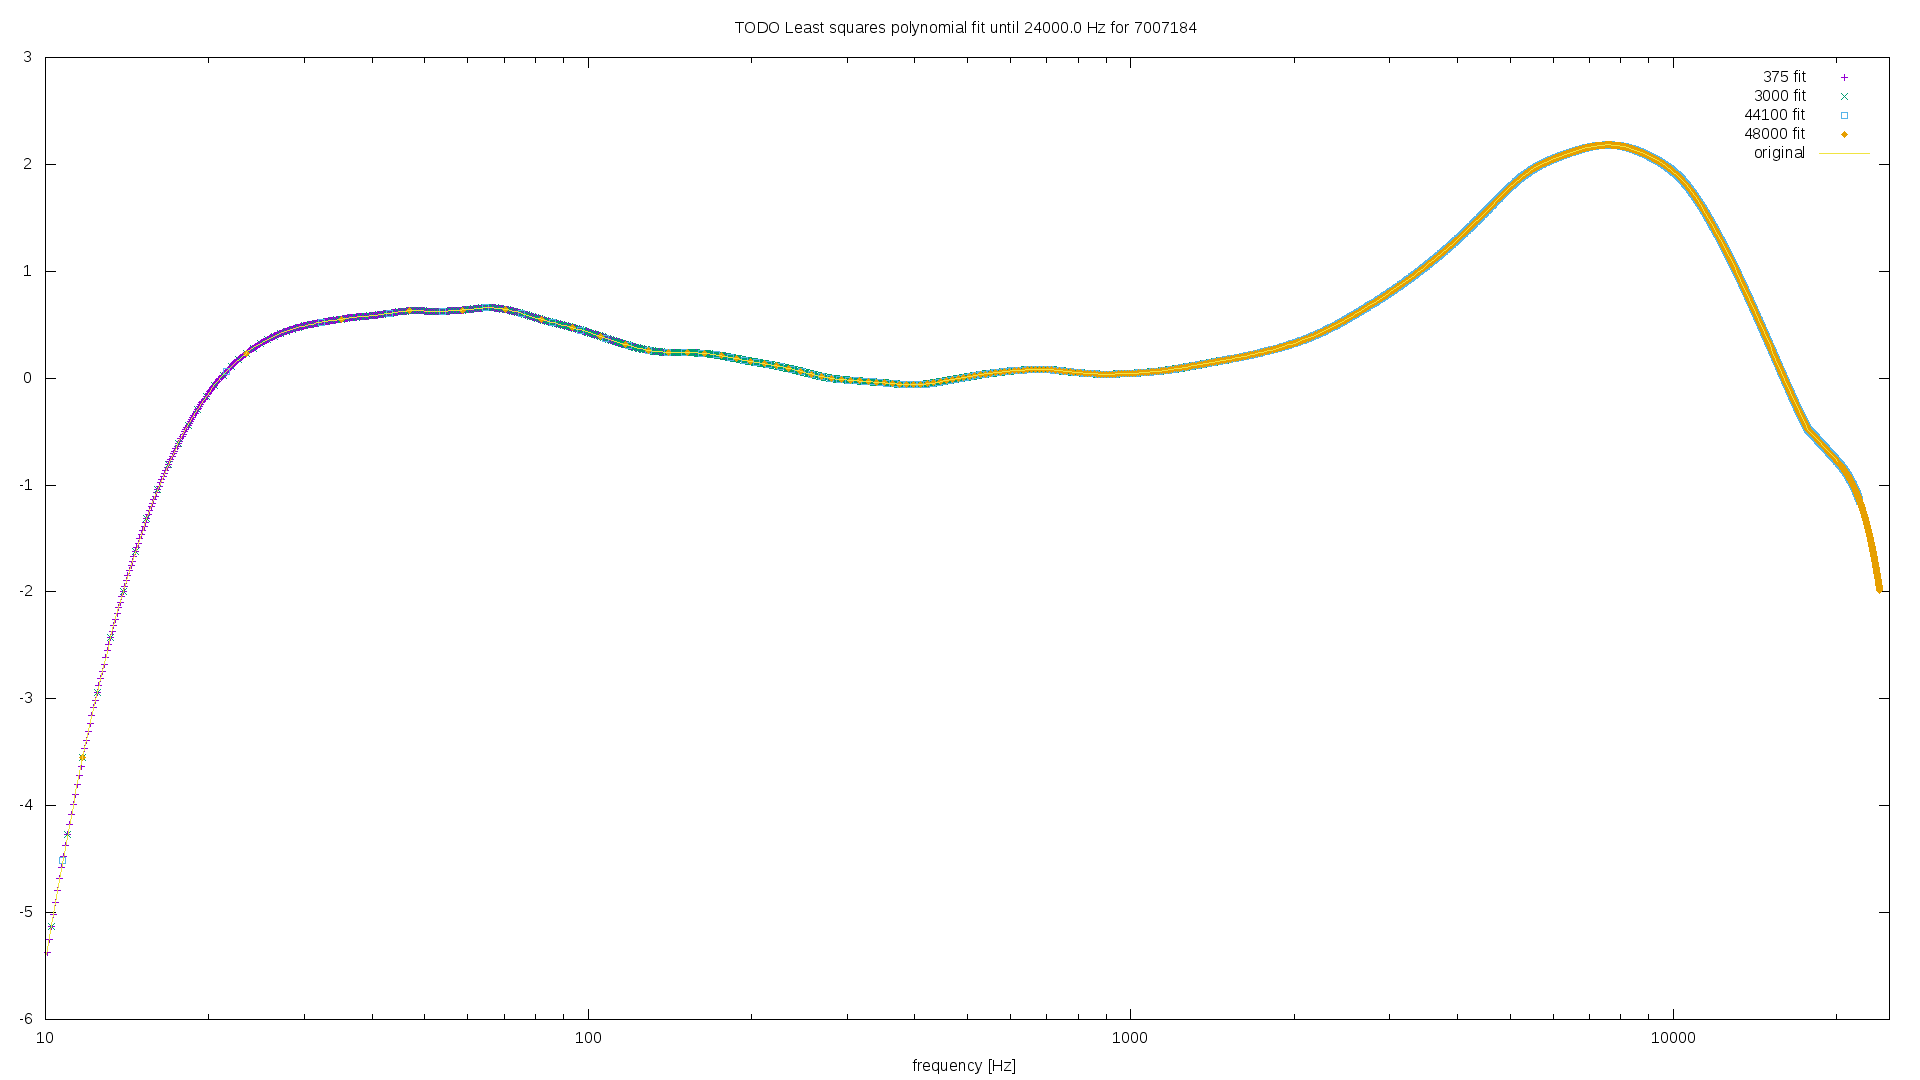 TODO Least squares polynomial fit until 24000.0 Hz for 7007184
3
2
1
0
-1
-2
-3
-4
-5
-6
375 fit
3000 fit
44100 fit
48000 fit
original
10
100
1000
10000
frequency [Hz]